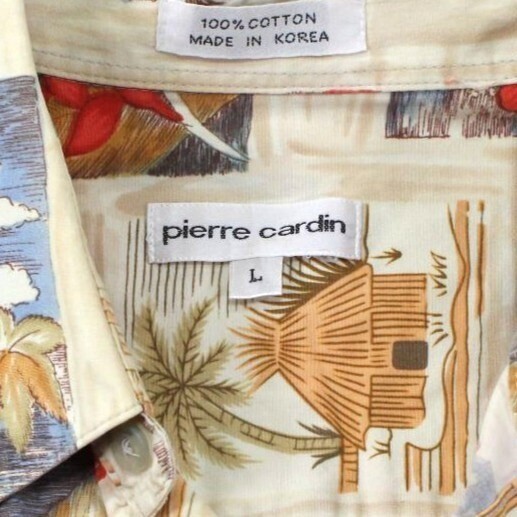 100% COTTON
MADE IN KOREA
pierre cardin
L